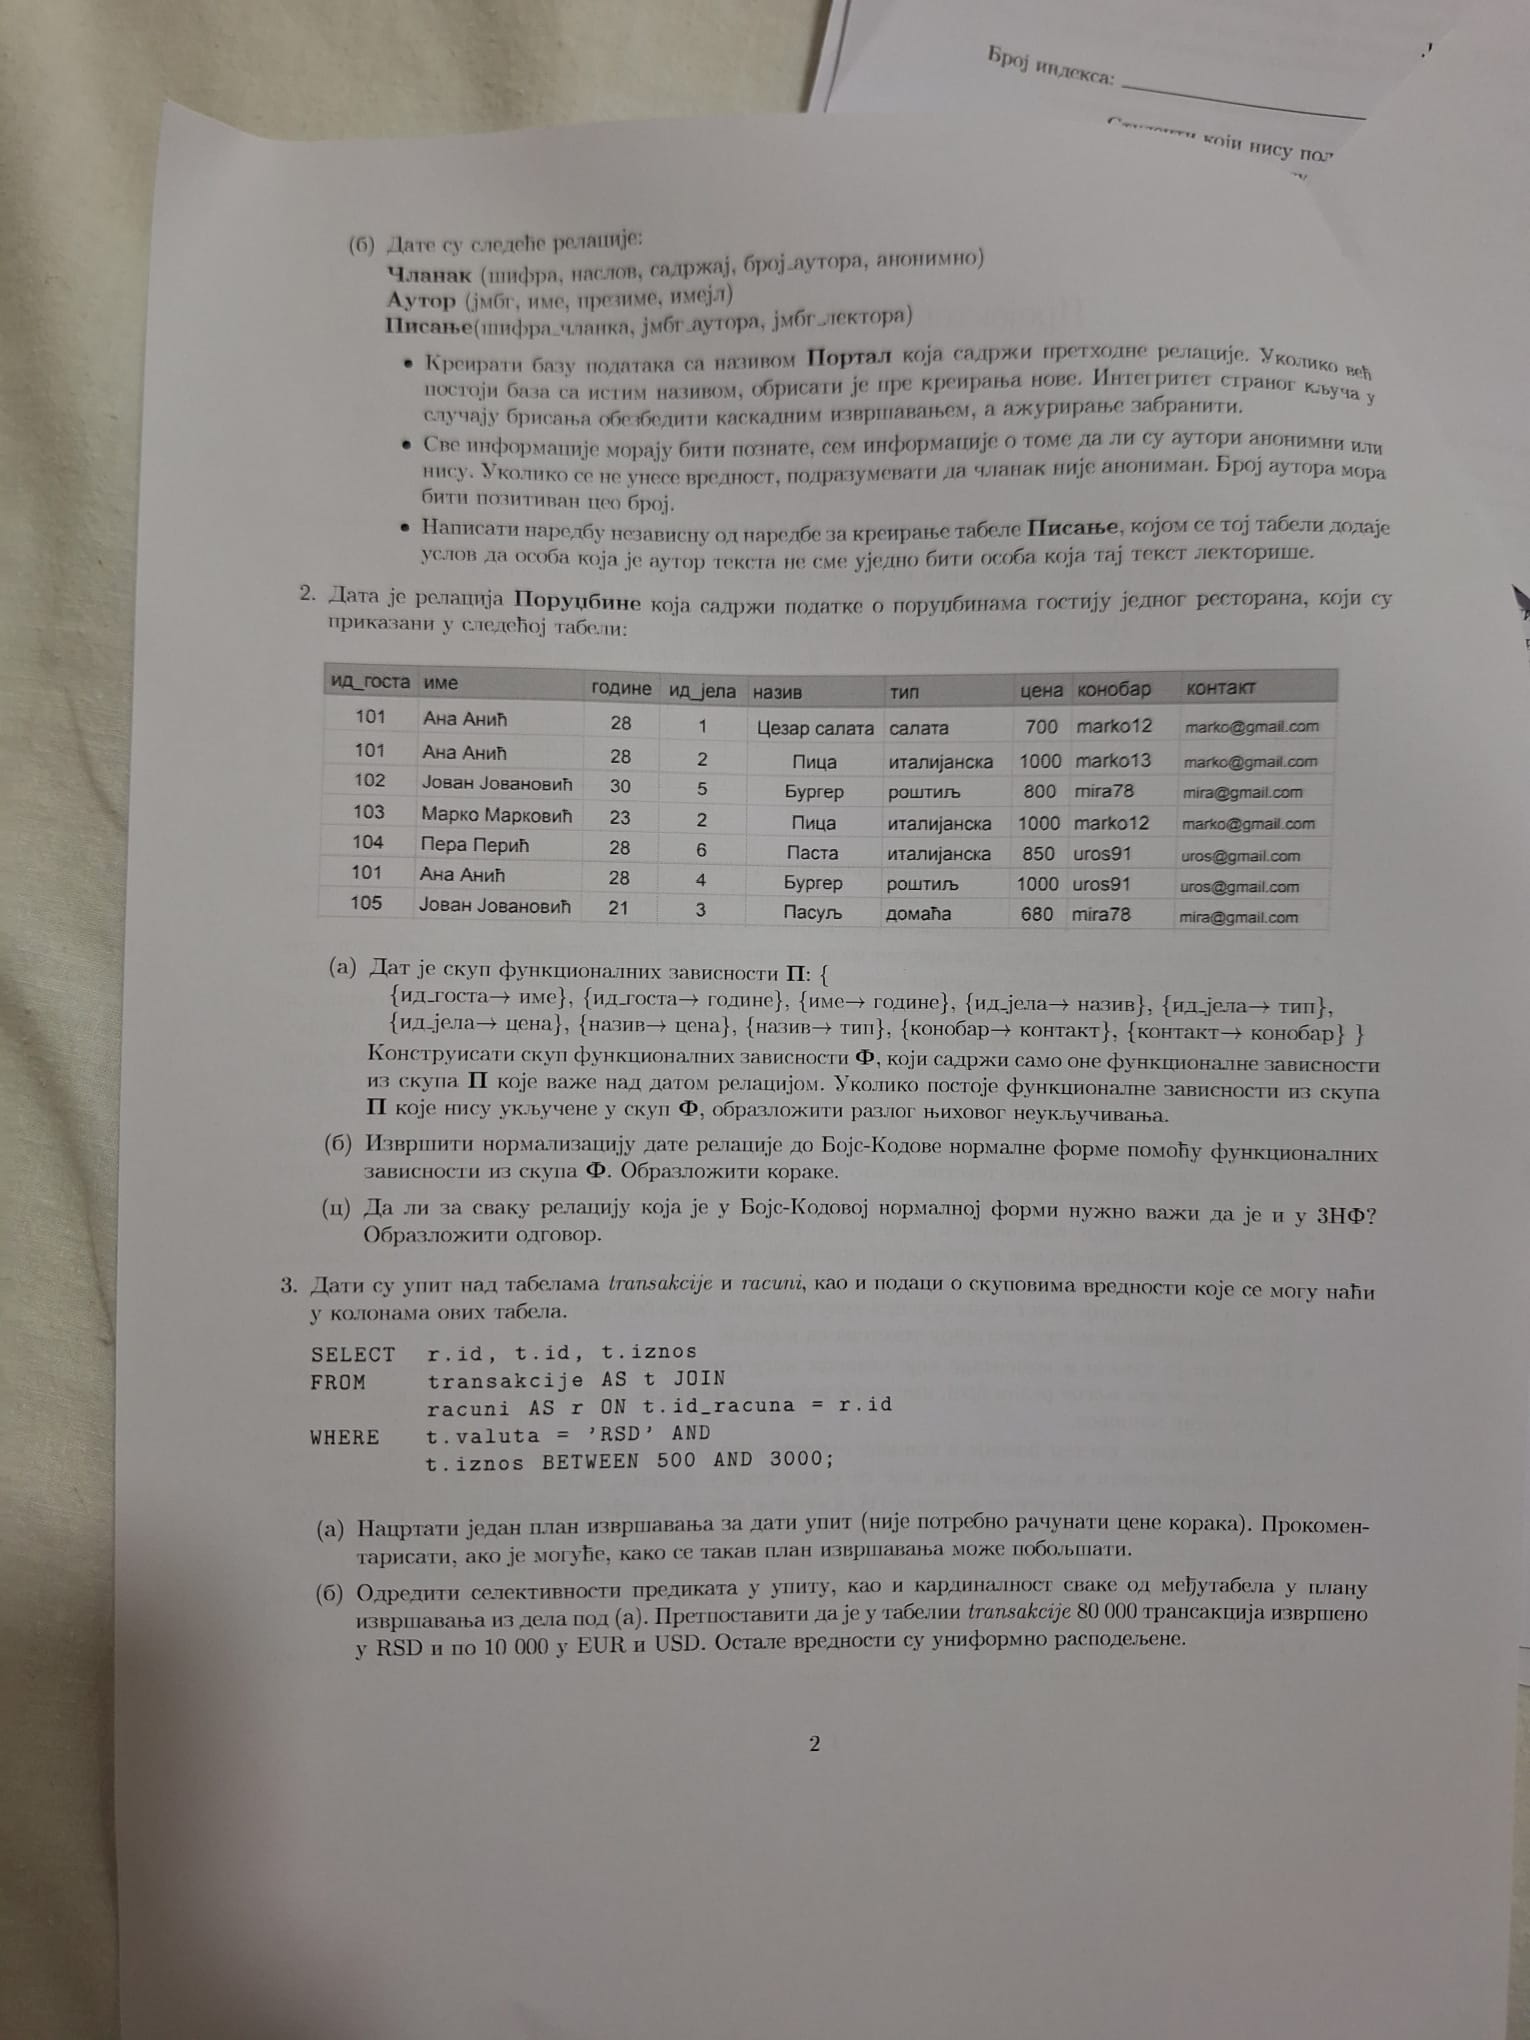 Број индекса:
који нису
(б) Дате су следеће релације:
Чланак (шифра, наслов, садржај, број_аутора, анонимно)
Аутор (јмбг, име, презиме, имејл)
Писање(шифра_чланка, јмбг_аутора, јмбг_лектора)
• Креирати базу података са називом Портал која садржи претходне релације. Уколико већ
постоји база са истим називом, обрисати је пре креирања нове. Интегритет страног кључа у
случају брисања обезбедити каскадним извршавањем, а ажурирање забранити.
• Све информације морају бити познате, сем информације о томе да ли су аутори анонимни или
нису. Уколико се не унесе вредност, подразумевати да чланак није анониман. Број аутора мора
бити позитиван цео број.
• Написати наредбу независну од наредбе за креирање табеле Писање, којом се тој табели додаје
услов да особа која је аутор текста не сме уједно бити особа која тај текст лекторише.
2. Дата је релација Поруџбине која садржи податке о поруџбинама гостију једног ресторана, који су
приказани у следећој табели:
ид_госта име године ид_јела назив тип цена конобар контакт
101 Ана Анић 28 1 Цезар салата салата 700 marko12 marko@gmail.com
101 Ана Анић 28 2 Пица италијанска 1000 marko13 marko@gmail.com
102 Јован Јовановић 30 5 Бургер роштиљ 800 mira78 mira@gmail.com
103 Марко Марковић 23 2 Пица италијанска 1000 marko12 marko@gmail.com
104 Пера Перић 28 6 Паста италијанска 850 uros91 uros@gmail.com
101 Ана Анић 28 4 Бургер роштиљ 1000 uros91 uros@gmail.com
105 Јован Јовановић 21 3 Пасуљ домаћа 680 mira78 mira@gmail.com
(а) Дат је скуп функционалних зависности П: {
{ид_госта→ име}, {ид_госта→ године}, {име→ године}, {ид_јела→ назив}, {ид_јела→ тип},
{ид_јела→ цена}, {назив→ цена}, {назив→ тип}, {конобар→ контакт}, {контакт→ конобар} }
Конструисати скуп функционалних зависности Ф, који садржи само оне функционалне зависности
из скупа П које важе над датом релацијом. Уколико постоје функционалне зависности из скупа
П које нису укључене у скуп Ф, образложити разлог њиховог неукључивања.
(б) Извршити нормализацију дате релације до Бојс-Кодове нормалне форме помоћу функционалних
зависности из скупа Ф. Образложити кораке.
(ц) Да ли за сваку релацију која је у Бојс-Кодовој нормалној форми нужно важи да је и у 3НФ?
Образложити одговор.
3. Дати су упит над табелама transakcije и racuni, као и подаци о скуповима вредности које се могу наћи
у колонама ових табела.
SELECT r.id, t.id, t.iznos
FROM transakcije AS t JOIN
racuni AS r ON t.id_racuna = r.id
WHERE t.valuta = 'RSD' AND
t.iznos BETWEEN 500 AND 3000;
(а) Нацртати један план извршавања за дати упит (није потребно рачунати цене корака). Прокомен-
тарисати, ако је могуће, како се такав план извршавања може побољшати.
(б) Одредити селективности предиката у упиту, као и кардиналност сваке од међутабела у плану
извршавања из дела под (а). Претпоставити да је у табелии transakcije 80 000 трансакција извршено
у RSD и по 10 000 у EUR и USD. Остале вредности су униформно расподељене.
2